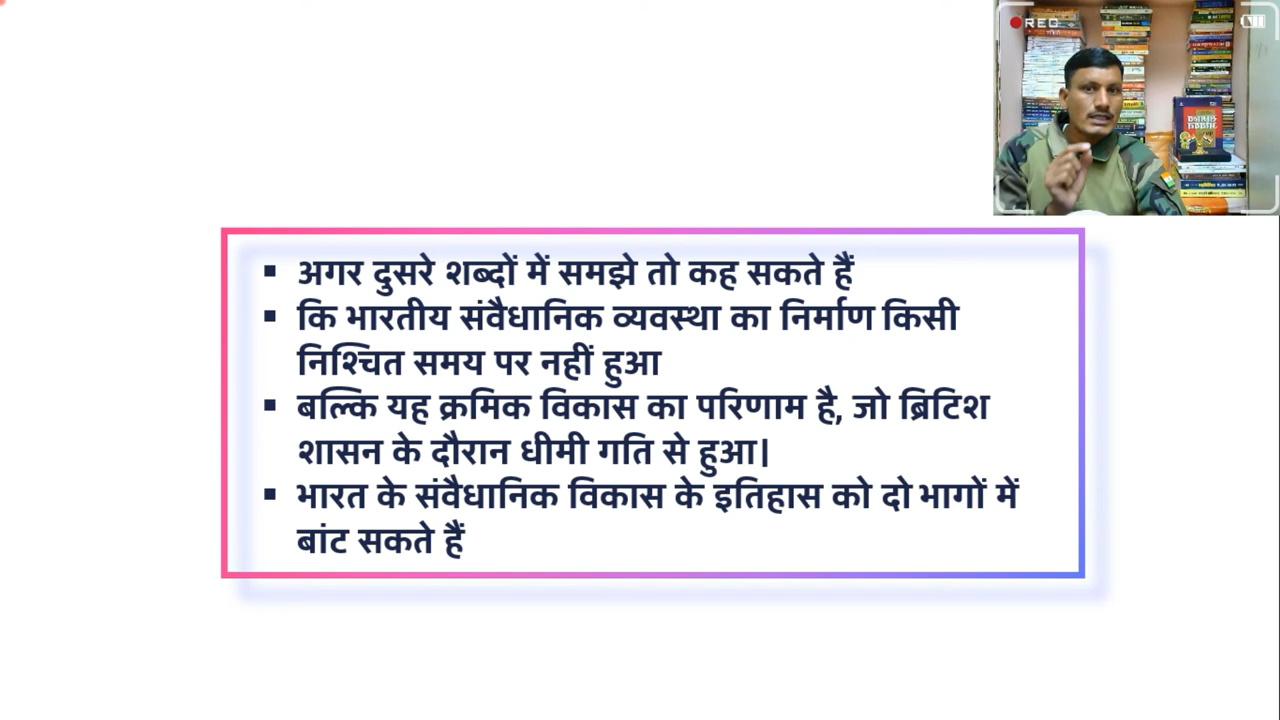 REC
▪ अगर दुसरे शब्दों में समझे तो कह सकते हैं
▪ कि भारतीय संवैधानिक व्यवस्था का निर्माण किसी
निश्चित समय पर नहीं हुआ
▪ बल्कि यह क्रमिक विकास का परिणाम है, जो ब्रिटिश
शासन के दौरान धीमी गति से हुआ।
▪ भारत के संवैधानिक विकास के इतिहास को दो भागों में
बांट सकते हैं